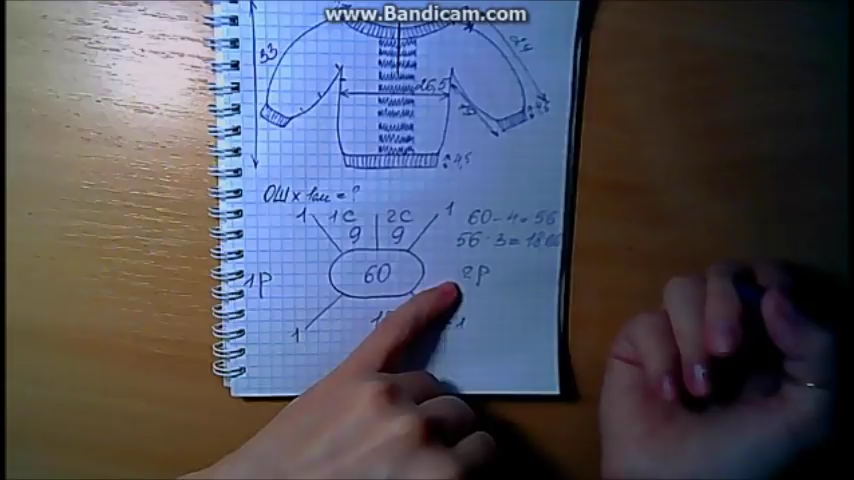 www.Bandicam.com
33
24
26,5
4,5
ОШ х 1см = ?
1 1С 2С 1
9 9
60 - 4 = 56
56 : 3 = 18
60
1р
2р
1
1